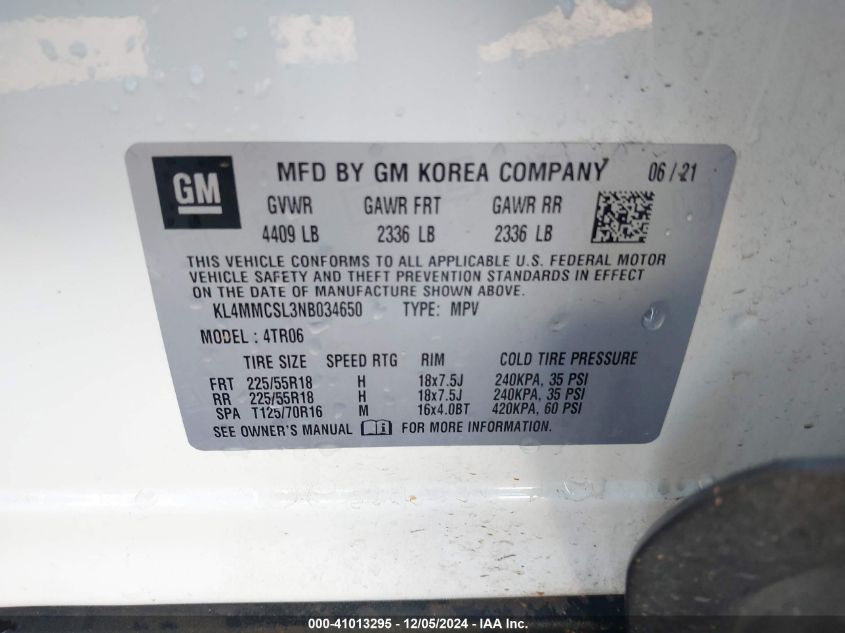 GM
MFD BY GM KOREA COMPANY 06/21
GVWR GAWR FRT GAWR RR
4409 LB 2336 LB 2336 LB
THIS VEHICLE CONFORMS TO ALL APPLICABLE U.S. FEDERAL MOTOR
VEHICLE SAFETY AND THEFT PREVENTION STANDARDS IN EFFECT
ON THE DATE OF MANUFACTURE SHOWN ABOVE.
KL4MMCSL3NB034650 TYPE: MPV
MODEL: 4TR06
TIRE SIZE SPEED RTG RIM COLD TIRE PRESSURE
FRT 225/55R18 H 18x7.5J 240KPA, 35 PSI
RR 225/55R18 H 18x7.5J 240KPA, 35 PSI
SPA T125/70R16 M 16x4.0BT 420KPA, 60 PSI
SEE OWNER'S MANUAL FOR MORE INFORMATION.
000-41013295 - 12/05/2024 - IAA Inc.